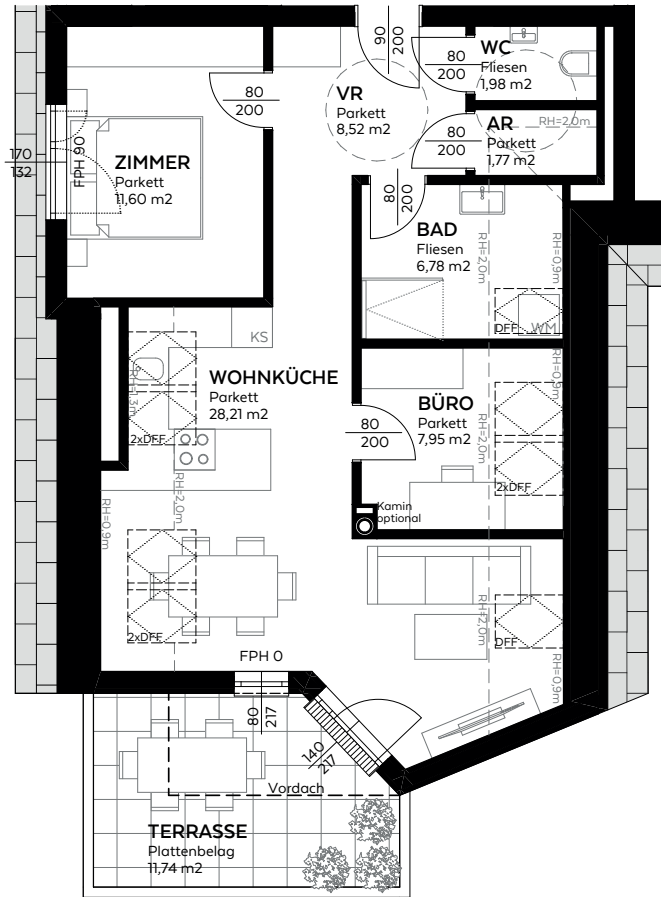 90
200
80
200
WC
Fliesen
1,98 m2
80
200
VR
Parkett
8,52 m2
RH=2,0m
AR
Parkett
1,77 m2
80
200
170
132
FPH 90
ZIMMER
Parkett
11,60 m2
80
200
BAD
Fliesen
6,78 m2
RH=2,0m
RH=0,9m
DFF
WM
KS
WOHNKÜCHE
Parkett
28,21 m2
RH=1,3m
2xDFF
BÜRO
Parkett
7,95 m2
RH=0,9m
RH=2,0m
80
200
2xDFF
RH=0,9m
RH=2,0m
Kamin
optional
2xDFF
RH=2,0m
DFF
RH=0,9m
FPH 0
80
217
140
217
Vordach
TERRASSE
Plattenbelag
11,74 m2